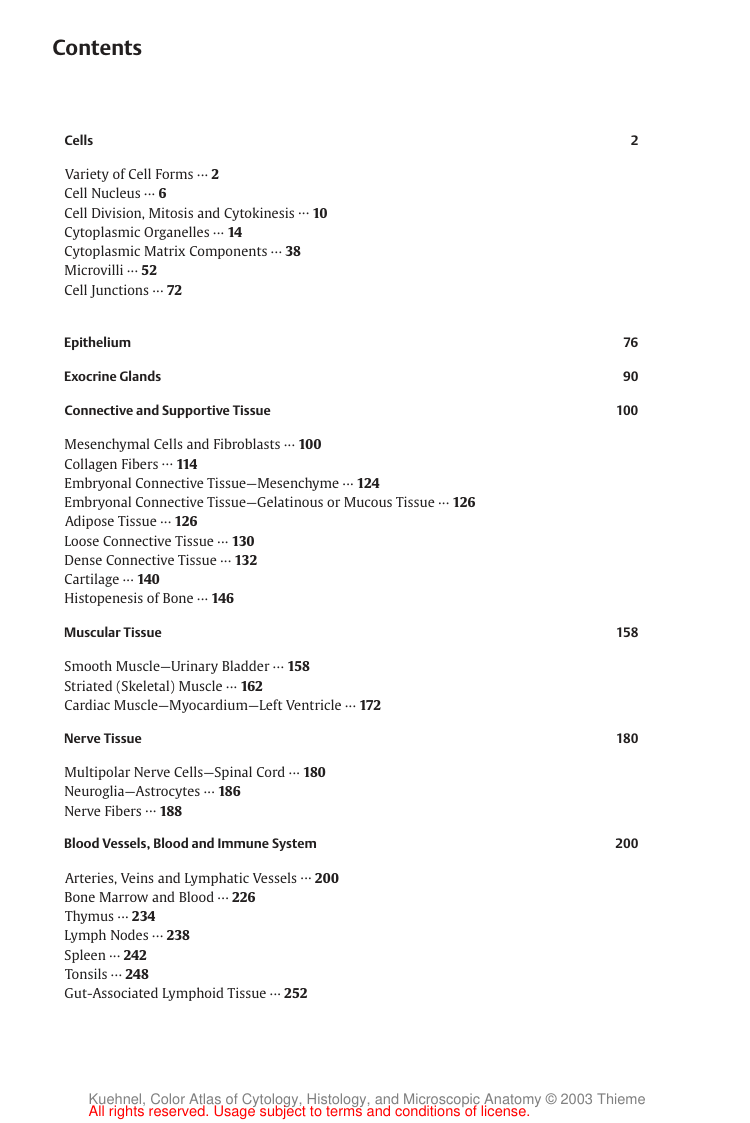 Contents
Cells 2
Variety of Cell Forms ··· 2
Cell Nucleus ··· 6
Cell Division, Mitosis and Cytokinesis ··· 10
Cytoplasmic Organelles ··· 14
Cytoplasmic Matrix Components ··· 38
Microvilli ··· 52
Cell Junctions ··· 72
Epithelium 76
Exocrine Glands 90
Connective and Supportive Tissue 100
Mesenchymal Cells and Fibroblasts ··· 100
Collagen Fibers ··· 114
Embryonal Connective Tissue—Mesenchyme ··· 124
Embryonal Connective Tissue—Gelatinous or Mucous Tissue ··· 126
Adipose Tissue ··· 126
Loose Connective Tissue ··· 130
Dense Connective Tissue ··· 132
Cartilage ··· 140
Histopenesis of Bone ··· 146
Muscular Tissue 158
Smooth Muscle—Urinary Bladder ··· 158
Striated (Skeletal) Muscle ··· 162
Cardiac Muscle—Myocardium—Left Ventricle ··· 172
Nerve Tissue 180
Multipolar Nerve Cells—Spinal Cord ··· 180
Neuroglia—Astrocytes ··· 186
Nerve Fibers ··· 188
Blood Vessels, Blood and Immune System 200
Arteries, Veins and Lymphatic Vessels ··· 200
Bone Marrow and Blood ··· 226
Thymus ··· 234
Lymph Nodes ··· 238
Spleen ··· 242
Tonsils ··· 248
Gut-Associated Lymphoid Tissue ··· 252
Kuehnel, Color Atlas of Cytology, Histology, and Microscopic Anatomy © 2003 Thieme
All rights reserved. Usage subject to terms and conditions of license.